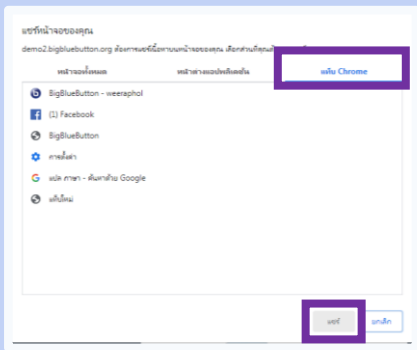 แชร์หน้าจอของคุณ
demo2.bigbluebutton.org ต้องการแชร์เนื้อหาบนหน้าจอของคุณ เลือกส่วนที่คุณต้อง
หน้าจอทั้งหมด หน้าต่างแอปพลิเคชัน แท็บ Chrome
BigBlueButton - weeraphol
(1) Facebook
BigBlueButton
การตั้งค่า
แปล ภาษา - ค้นหาด้วย Google
แท็บใหม่
แชร์ ยกเลิก